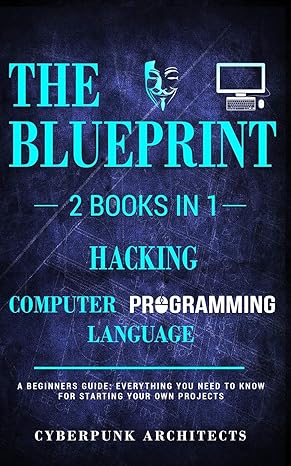 THE
BLUEPRINT
2 BOOKS IN 1
HACKING
COMPUTER PROGRAMMING
LANGUAGE
A BEGINNERS GUIDE: EVERYTHING YOU NEED TO KNOW
FOR STARTING YOUR OWN PROJECTS
CYBERPUNK ARCHITECTS